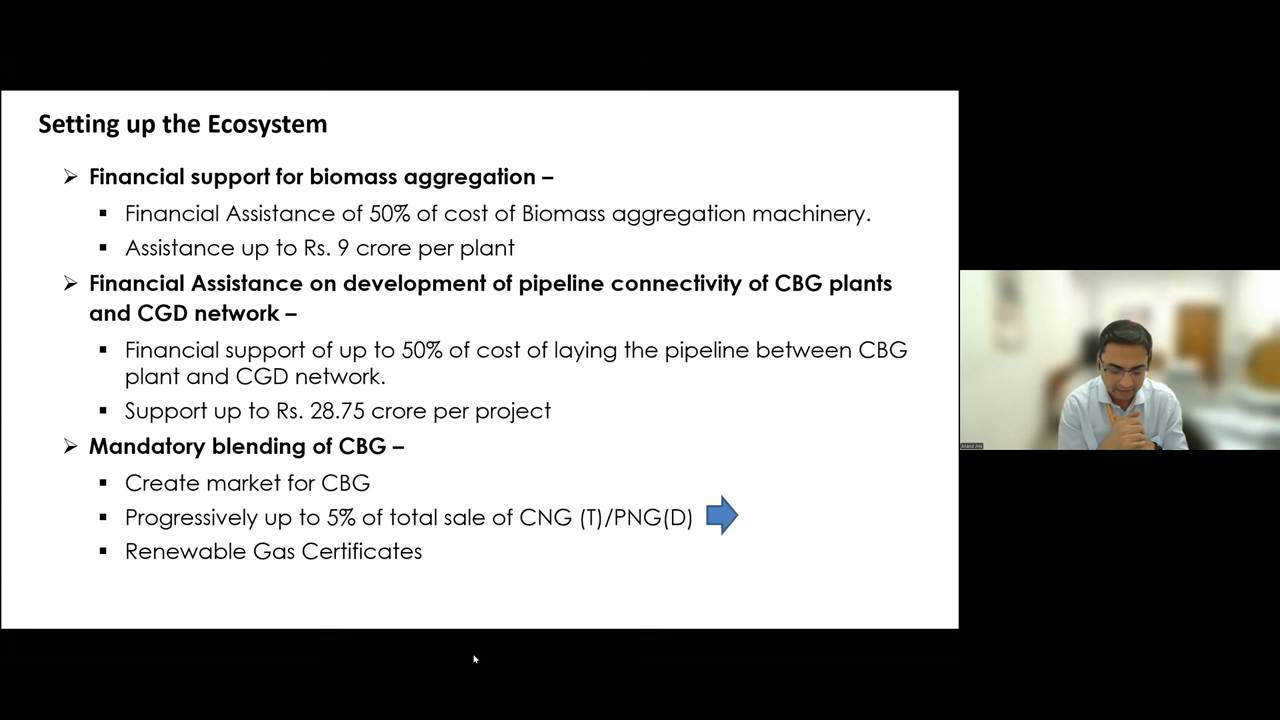 Setting up the Ecosystem
➢ Financial support for biomass aggregation –
▪ Financial Assistance of 50% of cost of Biomass aggregation machinery.
▪ Assistance up to Rs. 9 crore per plant
➢ Financial Assistance on development of pipeline connectivity of CBG plants
and CGD network –
▪ Financial support of up to 50% of cost of laying the pipeline between CBG
plant and CGD network.
▪ Support up to Rs. 28.75 crore per project
➢ Mandatory blending of CBG –
▪ Create market for CBG
▪ Progressively up to 5% of total sale of CNG (T)/PNG(D)
▪ Renewable Gas Certificates
Anand Jha